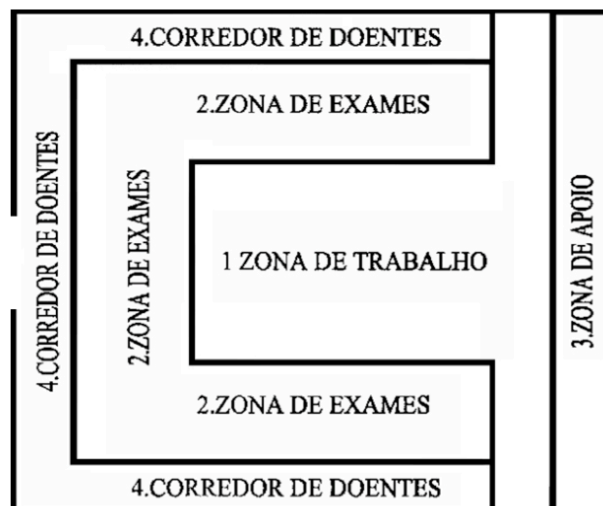 4.CORREDOR DE DOENTES
2.ZONA DE EXAMES
4.CORREDOR DE DOENTES
2.ZONA DE EXAMES
1 ZONA DE TRABALHO
3.ZONA DE APOIO
2.ZONA DE EXAMES
4.CORREDOR DE DOENTES